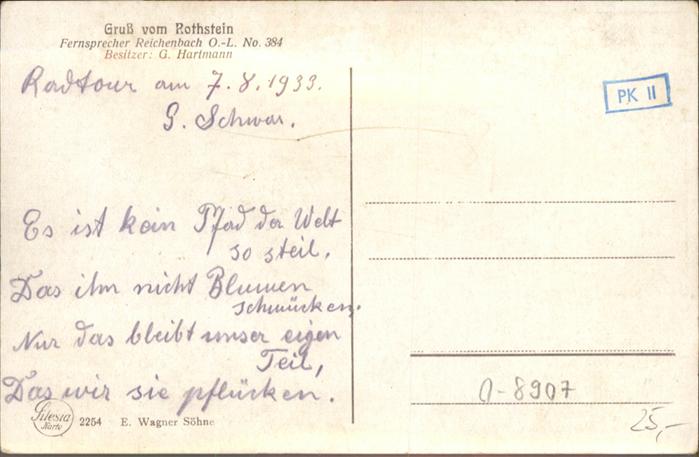 Gruß vom Rothstein
Fernsprecher Reichenbach O.-L. No. 384
Besitzer: G. Hartmann
Radtour am 7.8.1933.
G. Schwar.
PK II
Es ist kein Pfad der Welt
so steil,
Das ihn nicht Blumen
schmücken.
Nur das bleibt unser eigen
Teil,
Das wir sie pflücken.
Silesia
Karte
2254 E. Wagner Söhne
0-8907
25,-